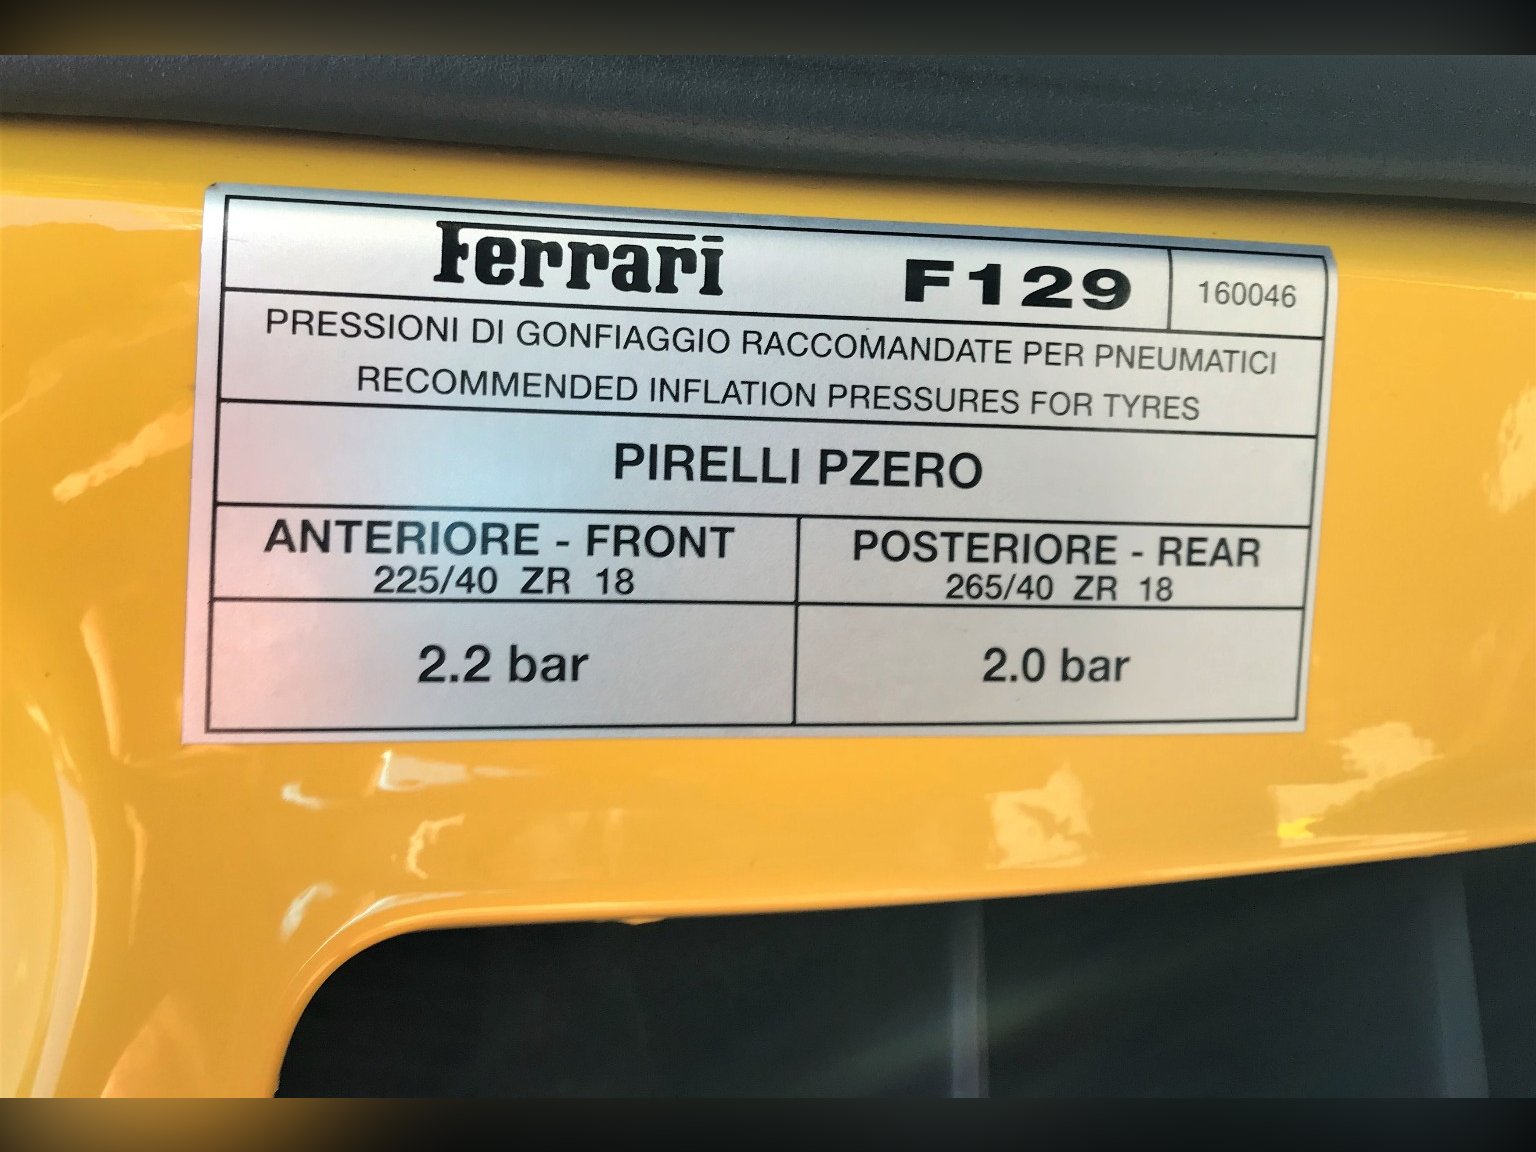 Ferrari F129 160046
PRESSIONI DI GONFIAGGIO RACCOMANDATE PER PNEUMATICI
RECOMMENDED INFLATION PRESSURES FOR TYRES
PIRELLI PZERO
ANTERIORE - FRONT
225/40 ZR 18
POSTERIORE - REAR
265/40 ZR 18
2.2 bar
2.0 bar